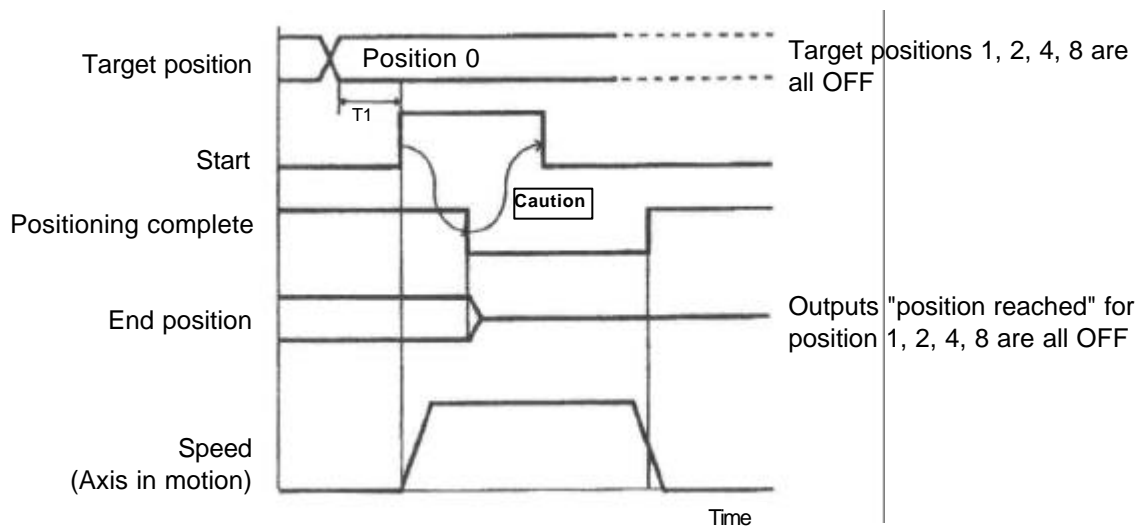 Target position
Position 0
Target positions 1, 2, 4, 8 are
all OFF
T1
Start
Caution
Positioning complete
End position
Outputs "position reached" for
position 1, 2, 4, 8 are all OFF
Speed
(Axis in motion)
Time